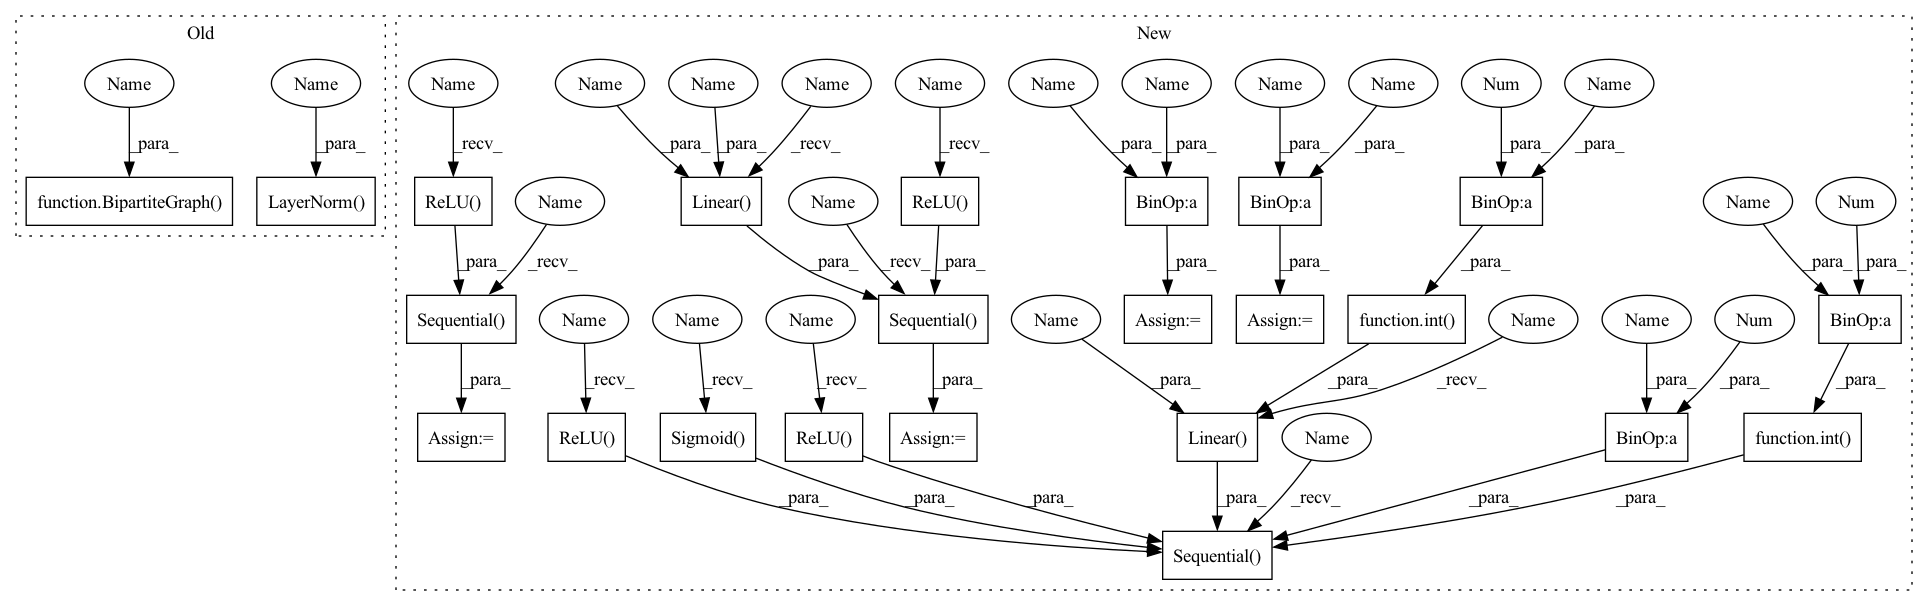 Old
New
Name Name Name Name Name Name Name Name Name Name Name Num Name
_para_ _para_ _recv_ _para_ _para_ _recv_ _recv_ _para_ _para_ _para_ _para_ _para_ _para_
function.BipartiteGraph() LayerNorm() ReLU() Name Linear() Name ReLU() BinOp:a BinOp:a BinOp:a Name Num
_para_ _recv_ _para_ _recv_ _para_ _para_ _para_ _para_ _para_ _para_
Sequential() Name Name Name Sequential() Name Assign:= Assign:= function.int() Name Name Num BinOp:a
_para_ _recv_ _recv_ _recv_ _para_ _para_ _para_ _recv_ _para_ _para_ _para_
Assign:= ReLU() Sigmoid() ReLU() Assign:= Linear() Name BinOp:a function.int()
_para_ _para_ _para_ _para_ _recv_ _para_ _para_
Sequential()